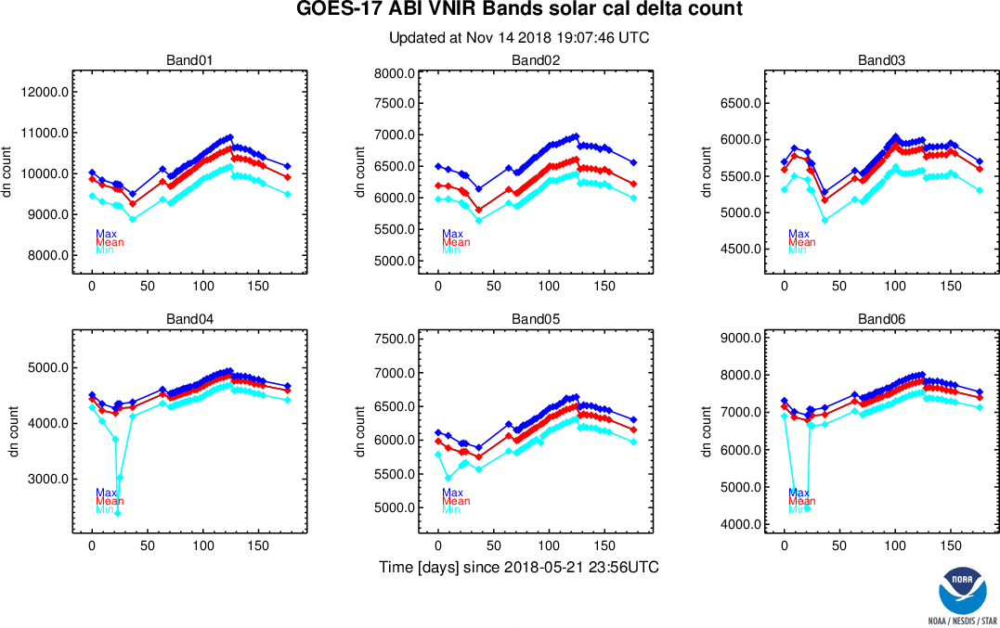 GOES-17 ABI VNIR Bands solar cal delta count
Updated at Nov 14 2018 19:07:46 UTC
Band01
12000.0
11000.0
10000.0
9000.0
8000.0
dn count
Max
Mean
Min
0 50 100 150
Band02
8000.0
7500.0
7000.0
6500.0
6000.0
5500.0
5000.0
dn count
Max
Mean
Min
0 50 100 150
Band03
6500.0
6000.0
5500.0
5000.0
4500.0
dn count
Max
Mean
Min
0 50 100 150
Band04
5000.0
4000.0
3000.0
dn count
Max
Mean
Min
0 50 100 150
Band05
7500.0
7000.0
6500.0
6000.0
5500.0
5000.0
dn count
Max
Mean
Min
0 50 100 150
Band06
9000.0
8000.0
7000.0
6000.0
5000.0
4000.0
dn count
Max
Mean
Min
0 50 100 150
Time [days] since 2018-05-21 23:56UTC
NOAA
NOAA / NESDIS / STAR